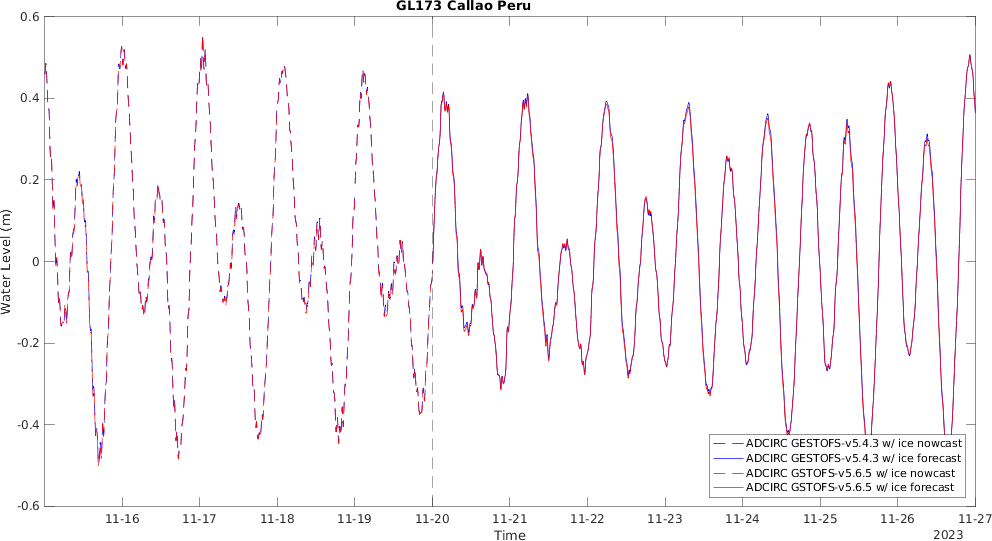 GL173 Callao Peru
0.6
0.4
0.2
0
-0.2
-0.4
-0.6
Water Level (m)
11-16
11-17
11-18
11-19
11-20
11-21
11-22
11-23
11-24
11-25
11-26
11-27
Time
2023
ADCIRC GESTOFS-v5.4.3 w/ ice nowcast
ADCIRC GESTOFS-v5.4.3 w/ ice forecast
ADCIRC GSTOFS-v5.6.5 w/ ice nowcast
ADCIRC GSTOFS-v5.6.5 w/ ice forecast